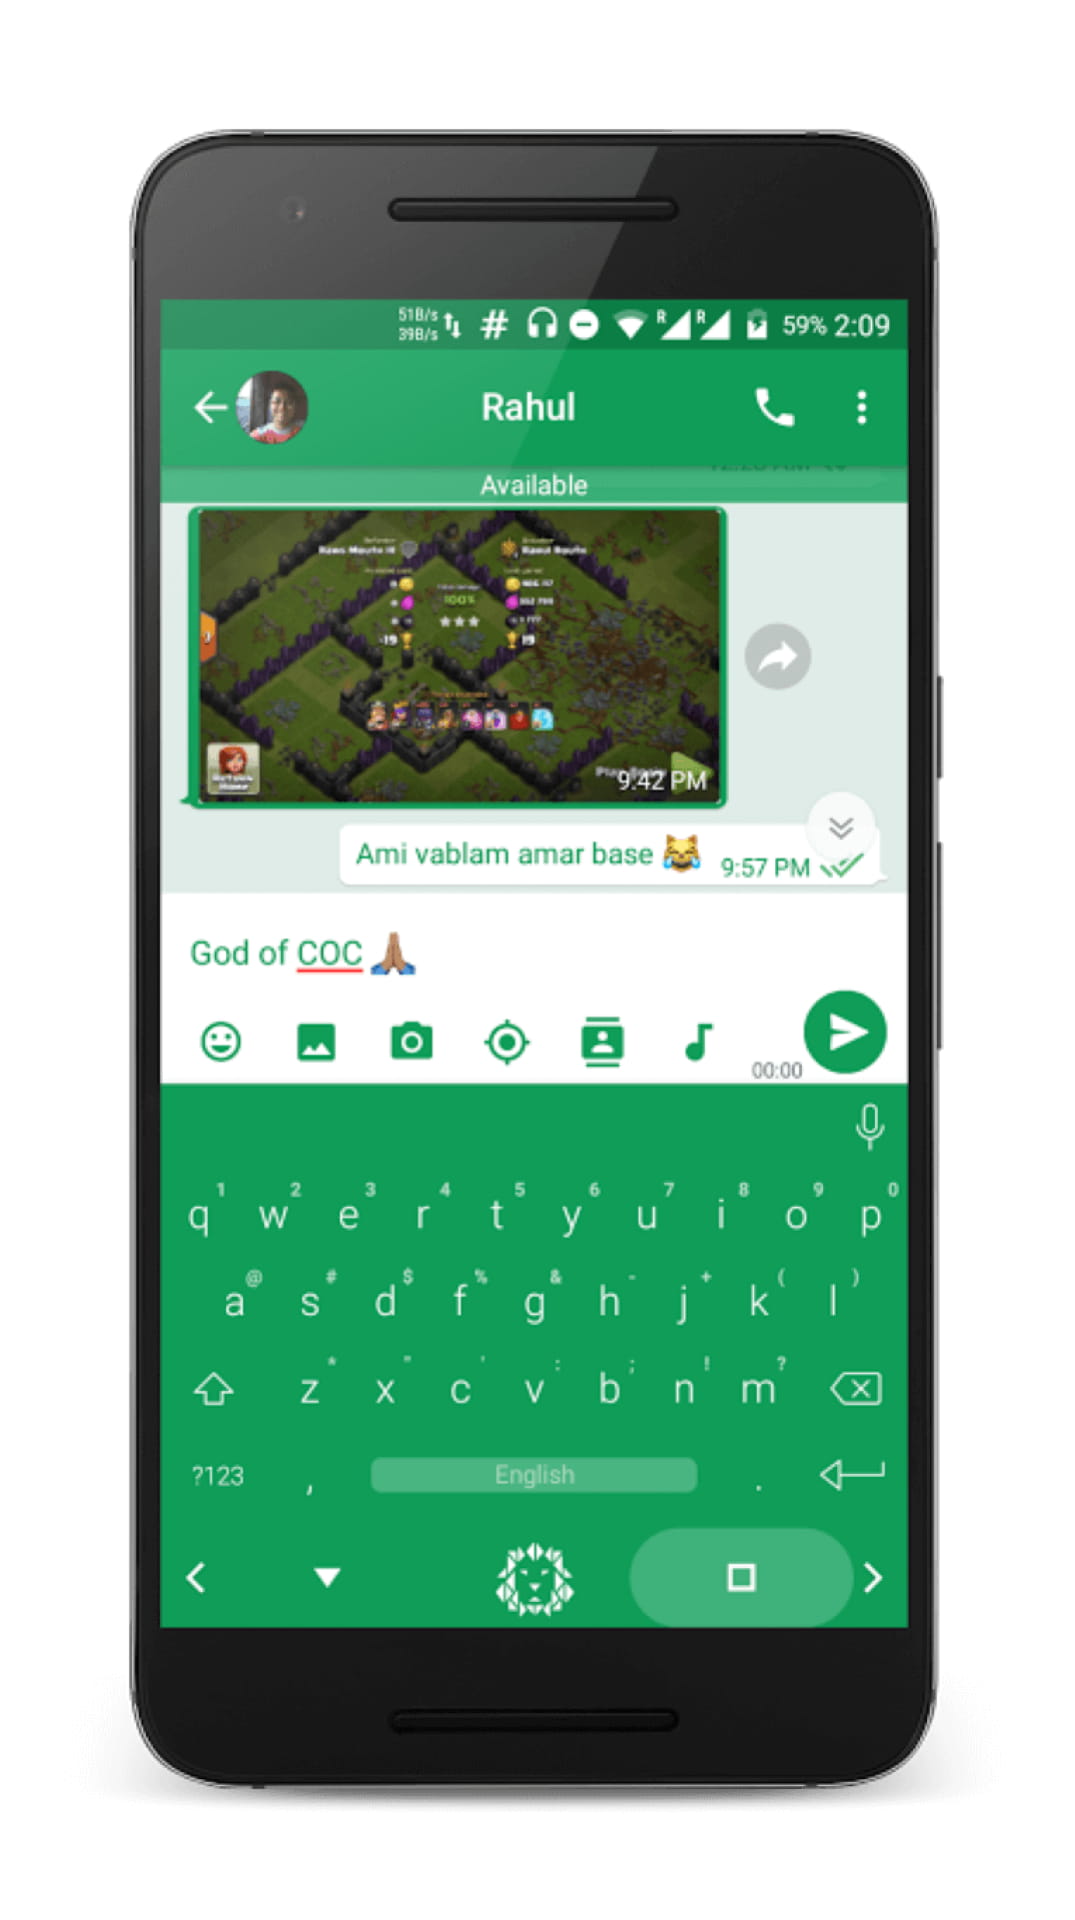 51B/s
39B/s
R R 59% 2:09
Rahul
Available
100%
-19 19
9:42 PM
Ami vablam amar base 😹 9:57 PM
God of COC 🙏🏽
00:00
1 2 3 4 5 6 7 8 9 0
q w e r t y u i o p
@ # $ % & - + ( )
a s d f g h j k l
* " ' : ; ! ?
z x c v b n m
?123 , English .